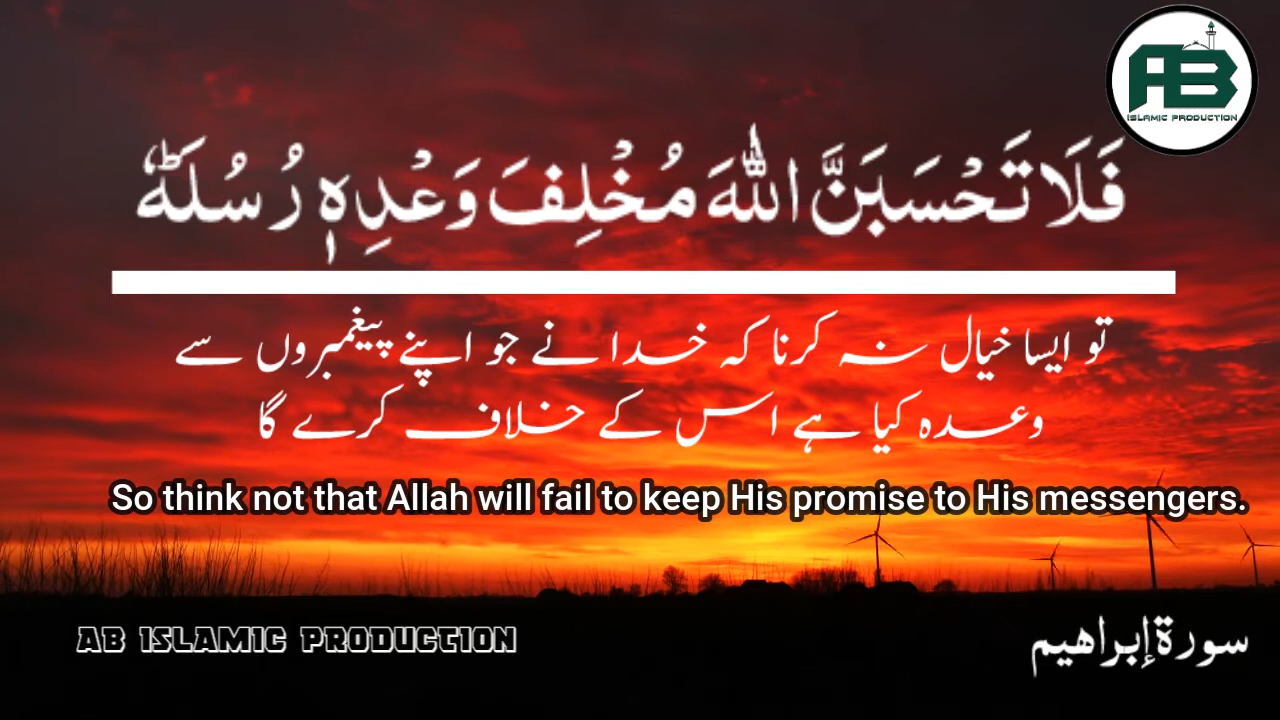 AB
ISLAMIC PRODUCTION
فَلَا تَحْسَبَنَّ اللّٰهَ مُخْلِفَ وَعْدِهٖ رُسُلَهٗؕ
تو ایسا خیال نہ کرنا کہ خدا نے جو اپنے پیغمبروں سے
وعدہ کیا ہے اس کے خلاف کرے گا
So think not that Allah will fail to keep His promise to His messengers.
AB ISLAMIC PRODUCTION
سورة إبراهيم